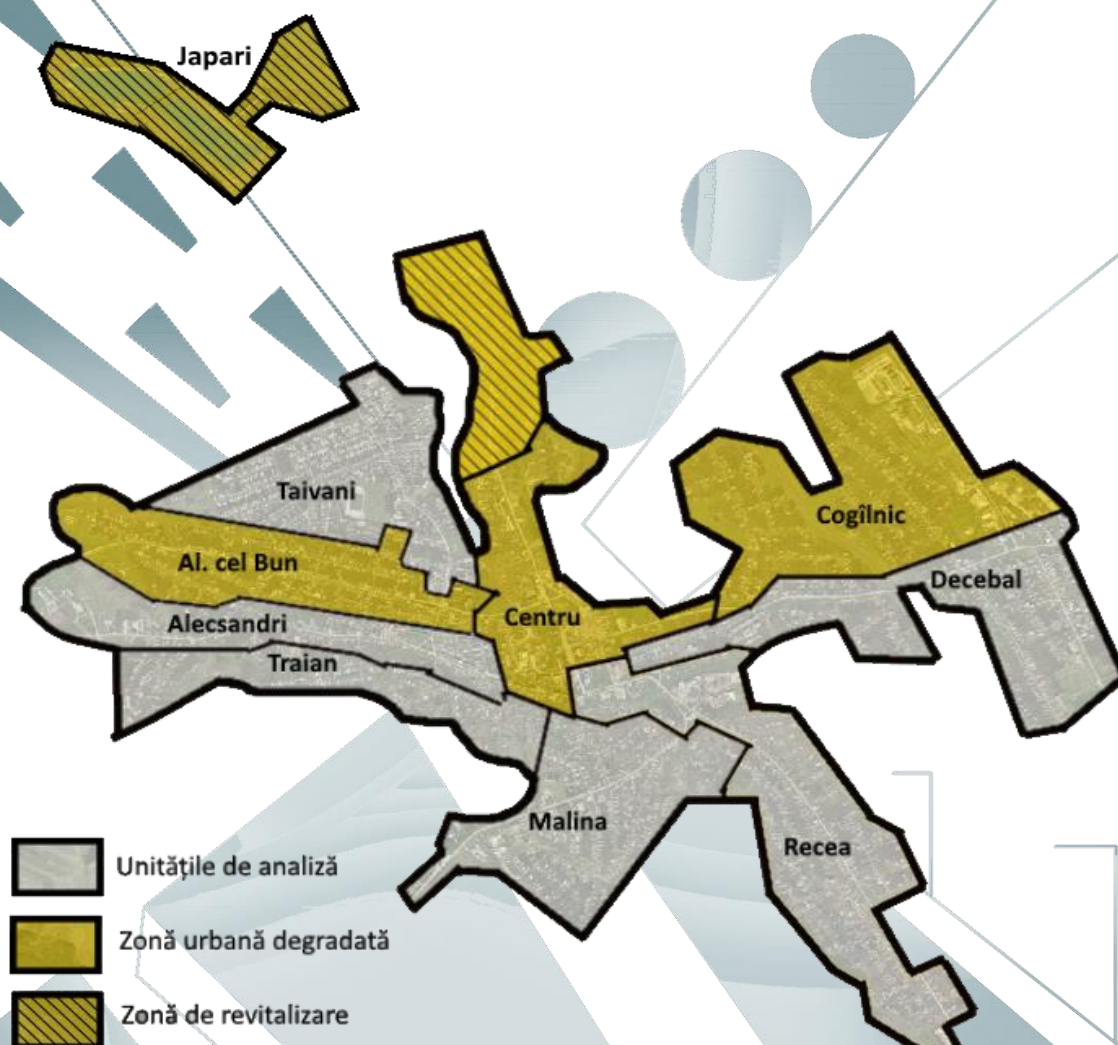 Japari
Taivani
Cogîlnic
Al. cel Bun
Decebal
Centru
Alecsandri
Traian
Malina
Recea
Unitățile de analiză
Zonă urbană degradată
Zonă de revitalizare